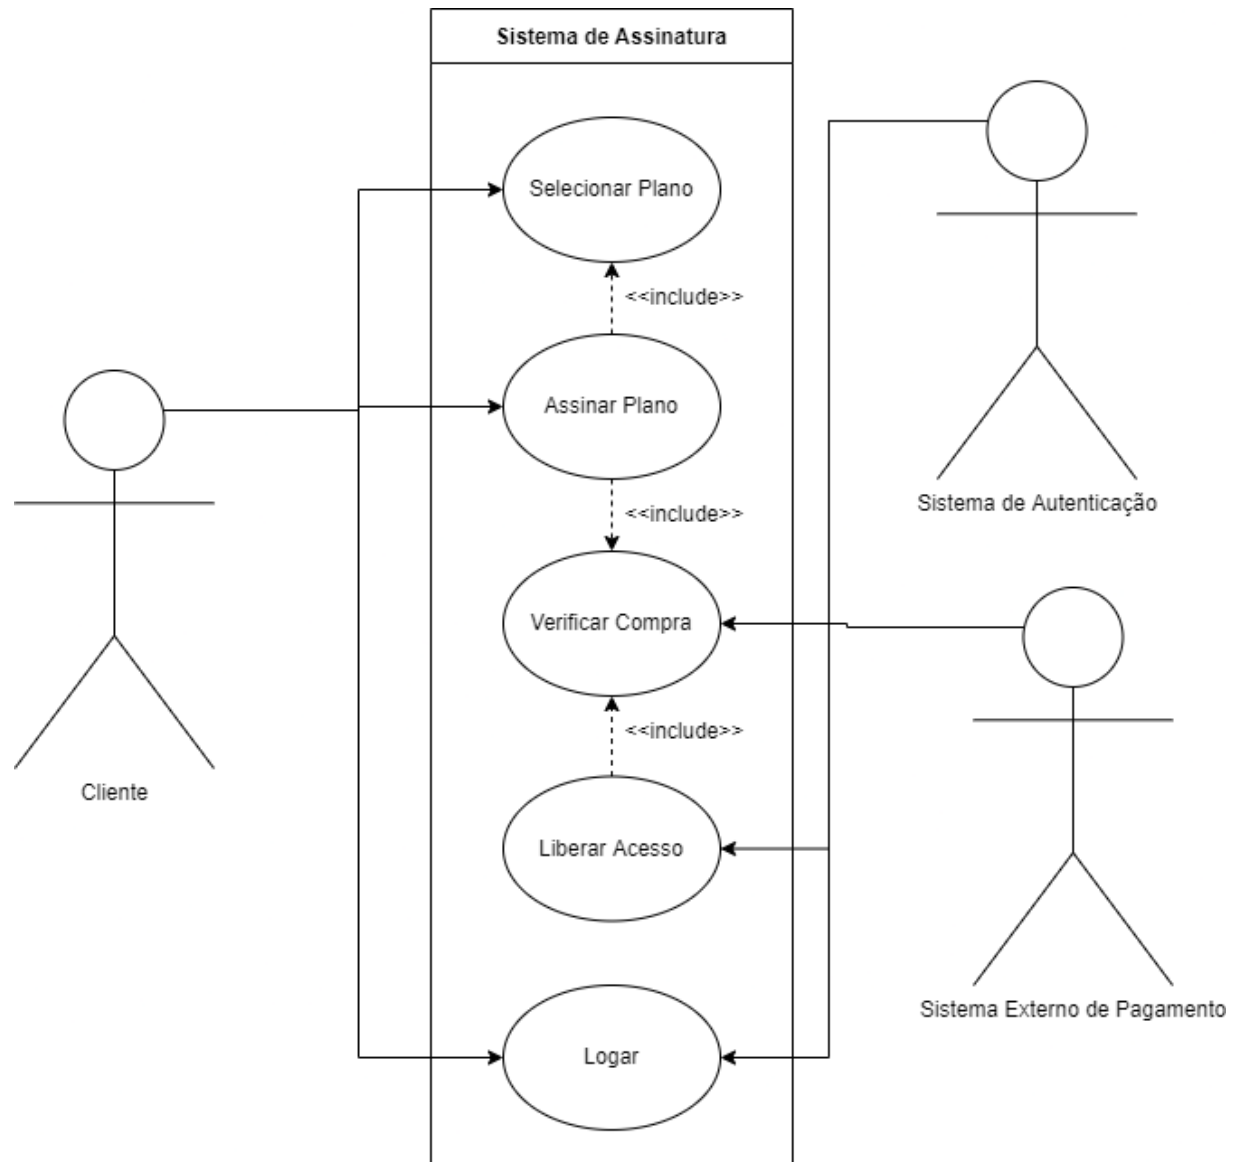 Sistema de Assinatura
Selecionar Plano
<<include>>
Assinar Plano
<<include>>
Sistema de Autenticação
Verificar Compra
<<include>>
Cliente
Liberar Acesso
Sistema Externo de Pagamento
Logar